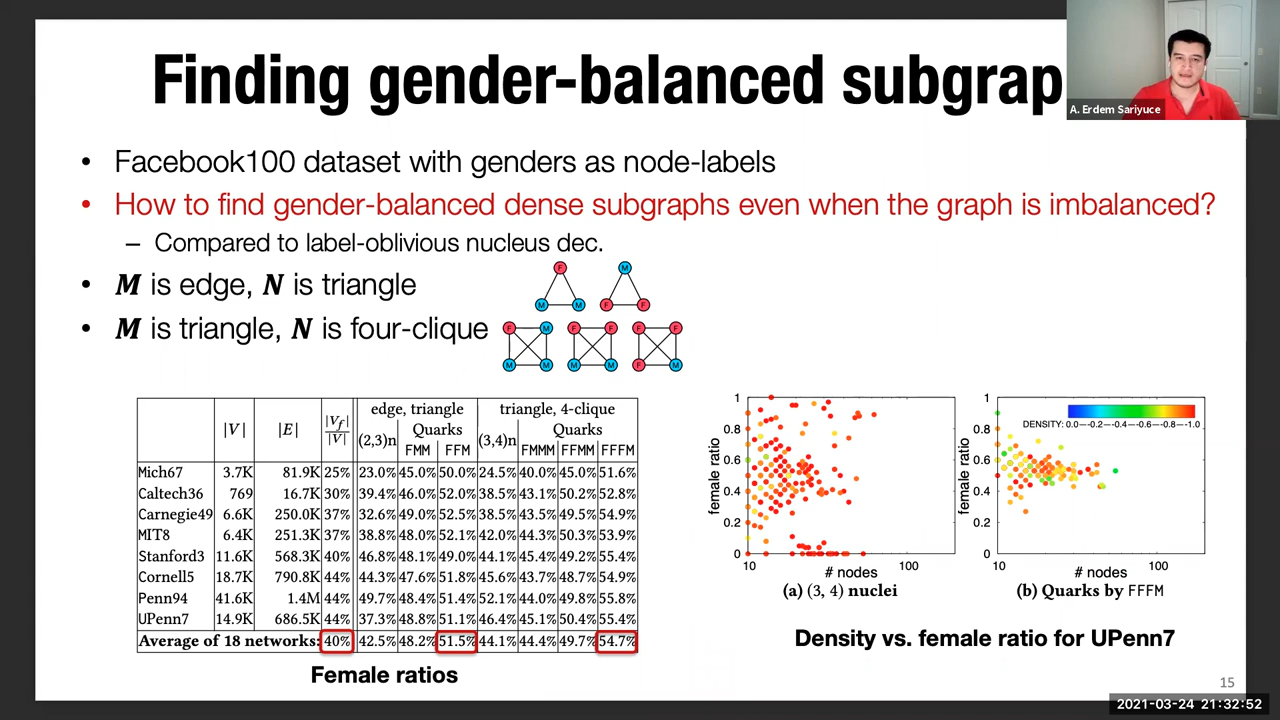 Finding gender-balanced subgrap
A. Erdem Sariyuce
• Facebook100 dataset with genders as node-labels
• How to find gender-balanced dense subgraphs even when the graph is imbalanced?
– Compared to label-oblivious nucleus dec.
• M is edge, N is triangle
F M M
M F F
• M is triangle, N is four-clique
F M M M
F F M M
F F F M
edge, triangle triangle, 4-clique
|V| |E| |V_f|/|V| (2,3)n Quarks (3,4)n Quarks
FMM FFM FMMM FFMM FFFM
Mich67 3.7K 81.9K 25% 23.0% 45.0% 50.0% 24.5% 40.0% 45.0% 51.6%
Caltech36 769 16.7K 30% 39.4% 46.0% 52.0% 38.5% 43.1% 50.2% 52.8%
Carnegie49 6.6K 250.0K 37% 32.6% 49.0% 52.5% 38.5% 43.5% 49.5% 54.9%
MIT8 6.4K 251.3K 37% 38.8% 48.0% 52.1% 42.0% 44.3% 50.3% 53.9%
Stanford3 11.6K 568.3K 40% 46.8% 48.1% 49.0% 44.1% 45.4% 49.2% 55.4%
Cornell5 18.7K 790.8K 44% 44.3% 47.6% 51.8% 45.6% 43.7% 48.7% 54.9%
Penn94 41.6K 1.4M 44% 49.7% 48.4% 51.4% 52.1% 44.0% 49.8% 55.8%
UPenn7 14.9K 686.5K 44% 37.3% 48.8% 51.1% 46.4% 45.1% 50.4% 55.4%
Average of 18 networks: 40% 42.5% 48.2% 51.5% 44.1% 44.4% 49.7% 54.7%
Female ratios
female ratio
1
0.8
0.6
0.4
0.2
0
10 100
# nodes
(a) (3, 4) nuclei
female ratio
1
0.8
0.6
0.4
0.2
0
DENSITY: 0.0---0.2---0.4---0.6---0.8---1.0
10 100
# nodes
(b) Quarks by FFFM
Density vs. female ratio for UPenn7
15
2021-03-24 21:32:52